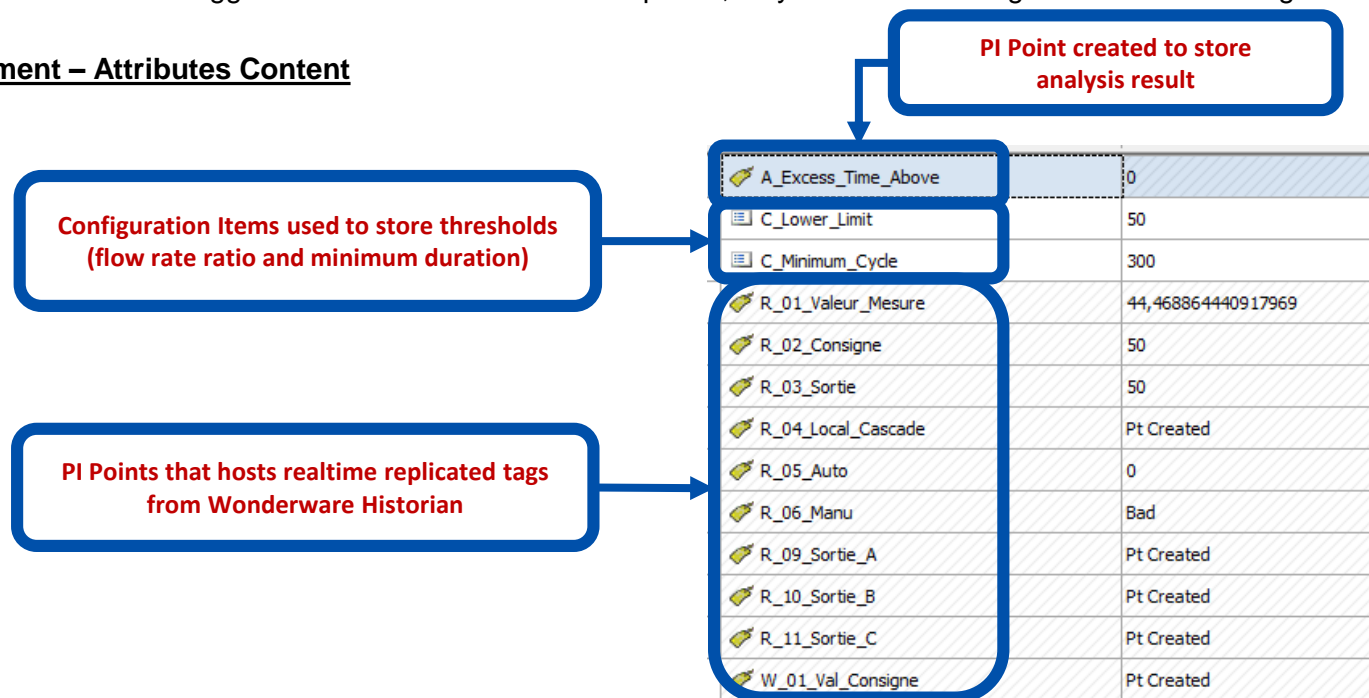 PI Point created to store
analysis result
ment – Attributes Content
Configuration Items used to store thresholds
(flow rate ratio and minimum duration)
PI Points that hosts realtime replicated tags
from Wonderware Historian
A_Excess_Time_Above 0
C_Lower_Limit 50
C_Minimum_Cycle 300
R_01_Valeur_Mesure 44,468864440917969
R_02_Consigne 50
R_03_Sortie 50
R_04_Local_Cascade Pt Created
R_05_Auto 0
R_06_Manu Bad
R_09_Sortie_A Pt Created
R_10_Sortie_B Pt Created
R_11_Sortie_C Pt Created
W_01_Val_Consigne Pt Created